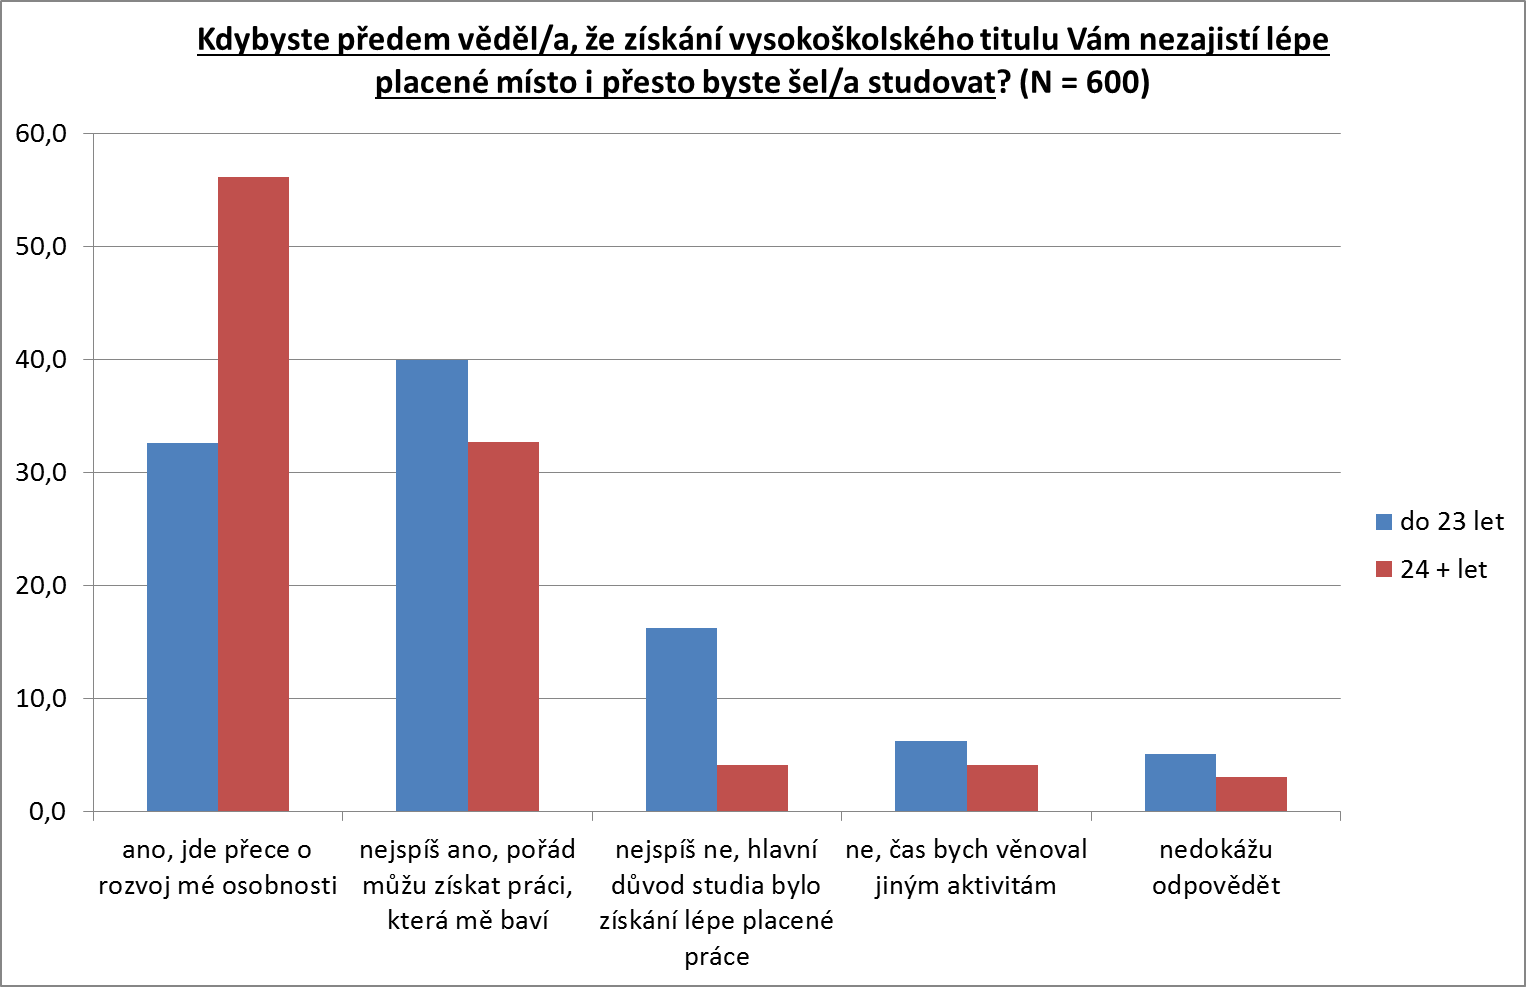 Kdybyste předem věděl/a, že získání vysokoškolského titulu Vám nezajistí lépe
placené místo i přesto byste šel/a studovat? (N = 600)
60,0
50,0
40,0
30,0
20,0
10,0
0,0
ano, jde přece o
rozvoj mé osobnosti
nejspíš ano, pořád
můžu získat práci,
která mě baví
nejspíš ne, hlavní
důvod studia bylo
získání lépe placené
práce
ne, čas bych věnoval
jiným aktivitám
nedokážu
odpovědět
do 23 let
24 + let